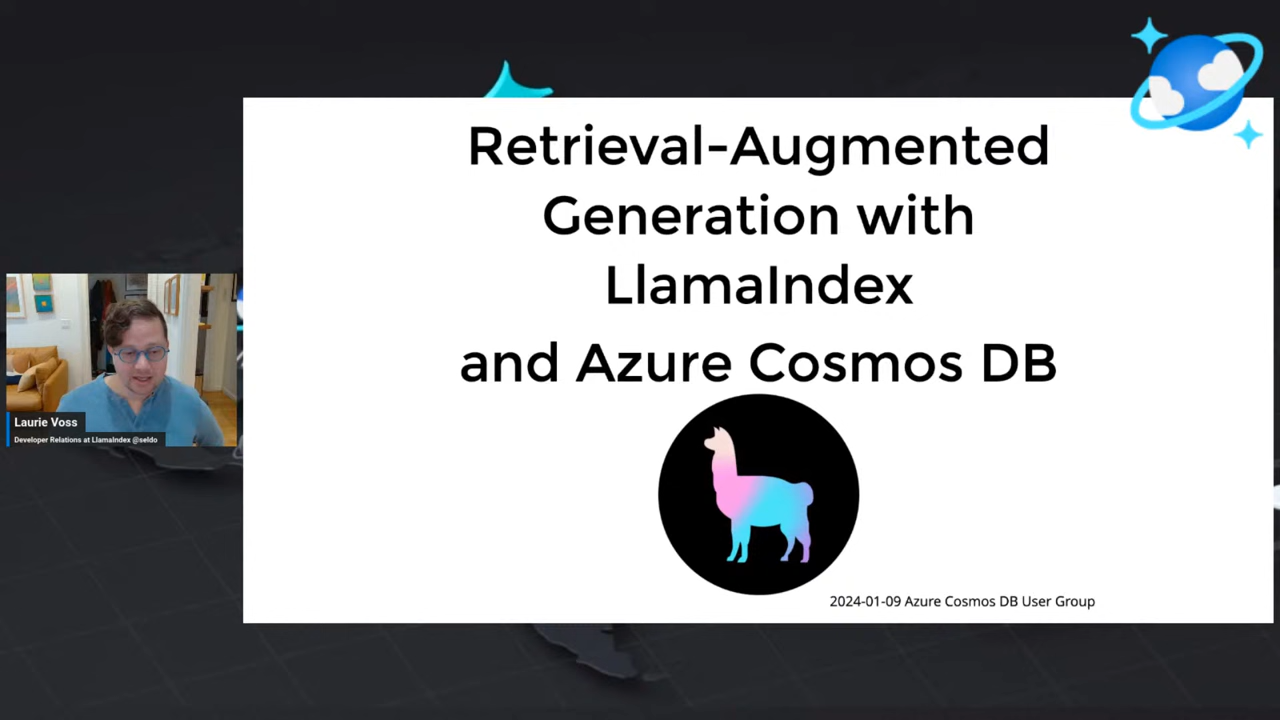 Retrieval-Augmented
Generation with
LlamaIndex
and Azure Cosmos DB
Laurie Voss
Developer Relations at LlamaIndex @seldo
2024-01-09 Azure Cosmos DB User Group